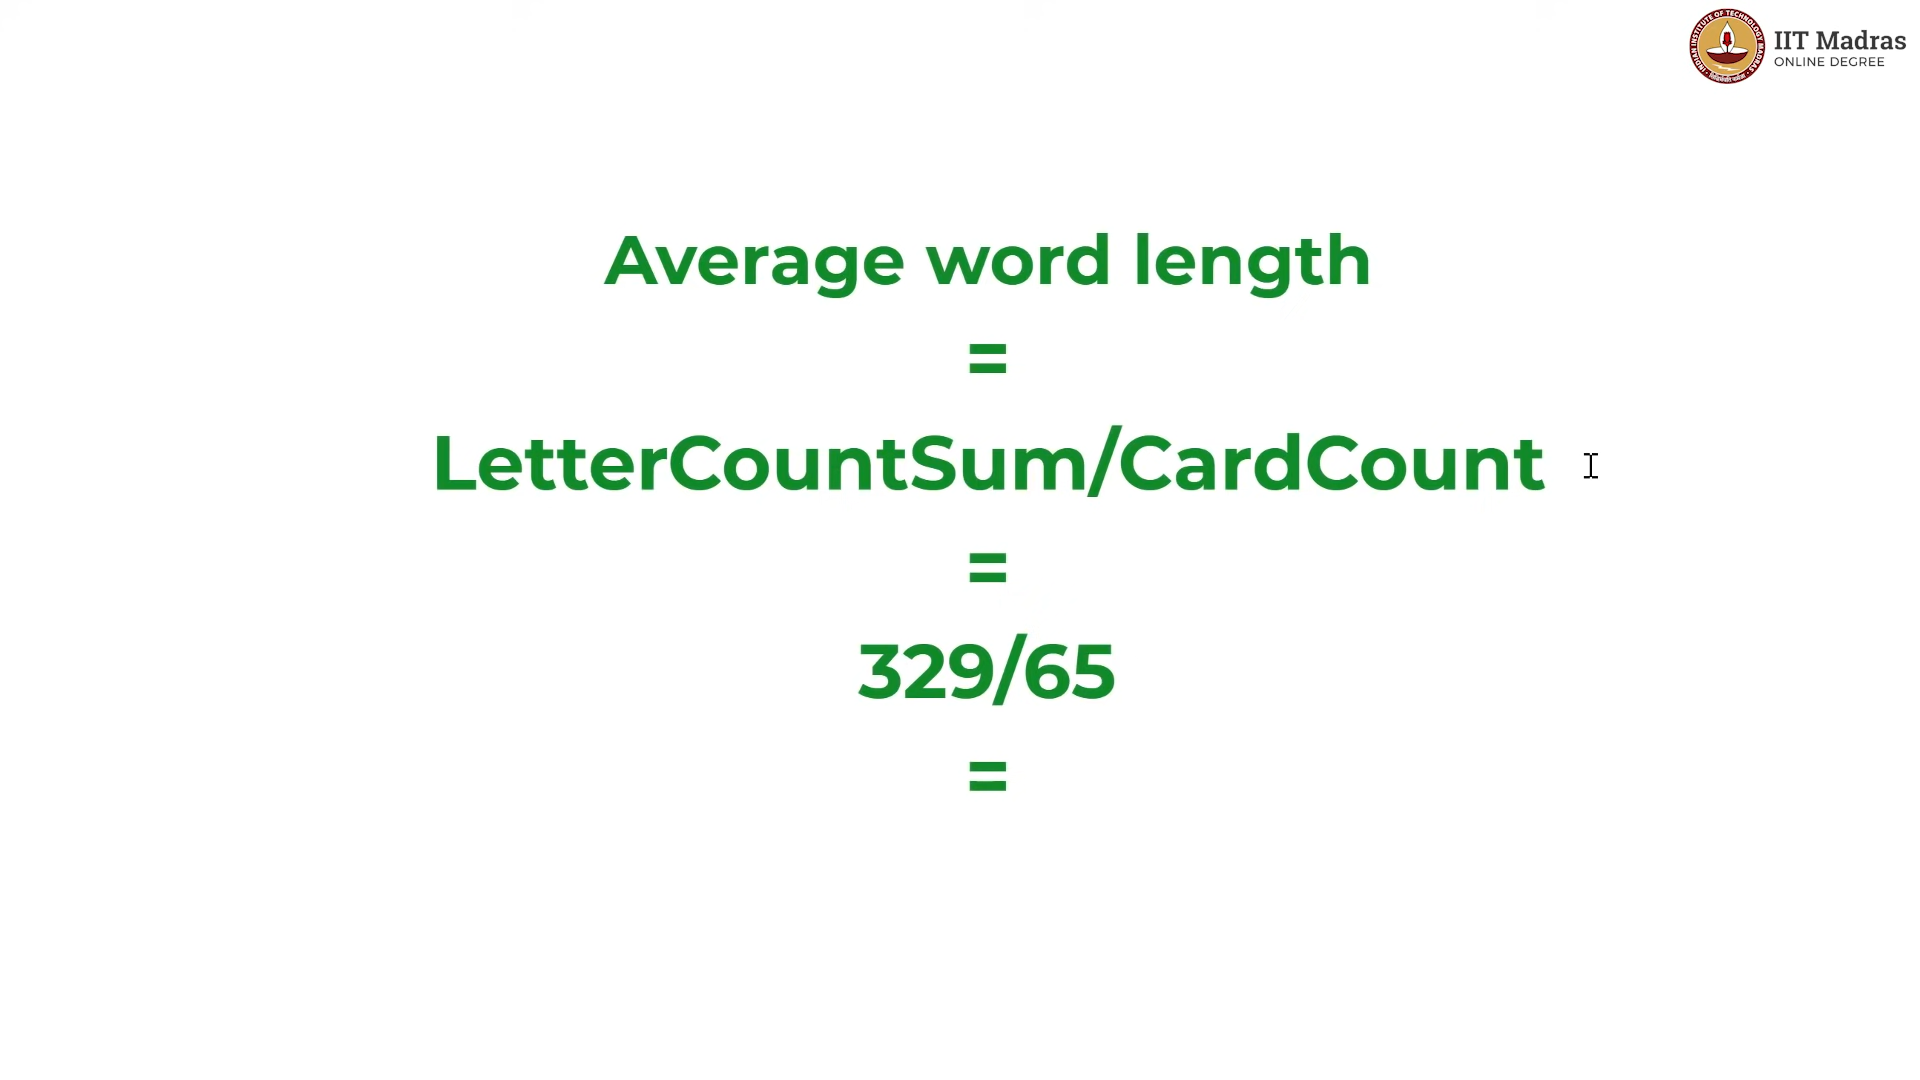 IIT Madras
ONLINE DEGREE
Average word length
=
LetterCountSum/CardCount
=
329/65
=